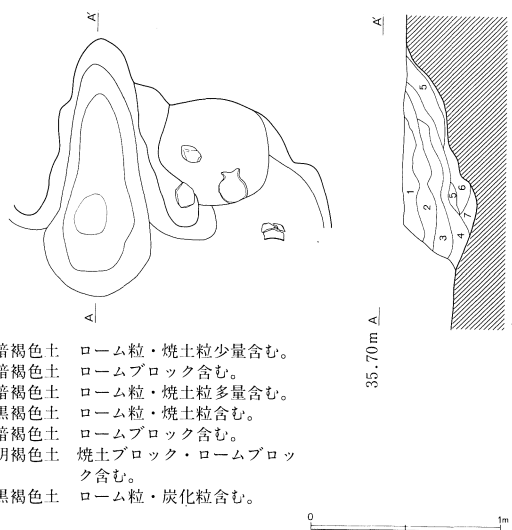 A'
A'
5
1
2
5
6
7
3
4
A
35.70m A
暗褐色土 ローム粒・焼土粒少量含む。
暗褐色土 ロームブロック含む。
暗褐色土 ローム粒・焼土粒多量含む。
黒褐色土 ローム粒・焼土粒含む。
暗褐色土 ロームブロック含む。
明褐色土 焼土ブロック・ロームブロッ
ク含む。
黒褐色土 ローム粒・炭化粒含む。
0 1m